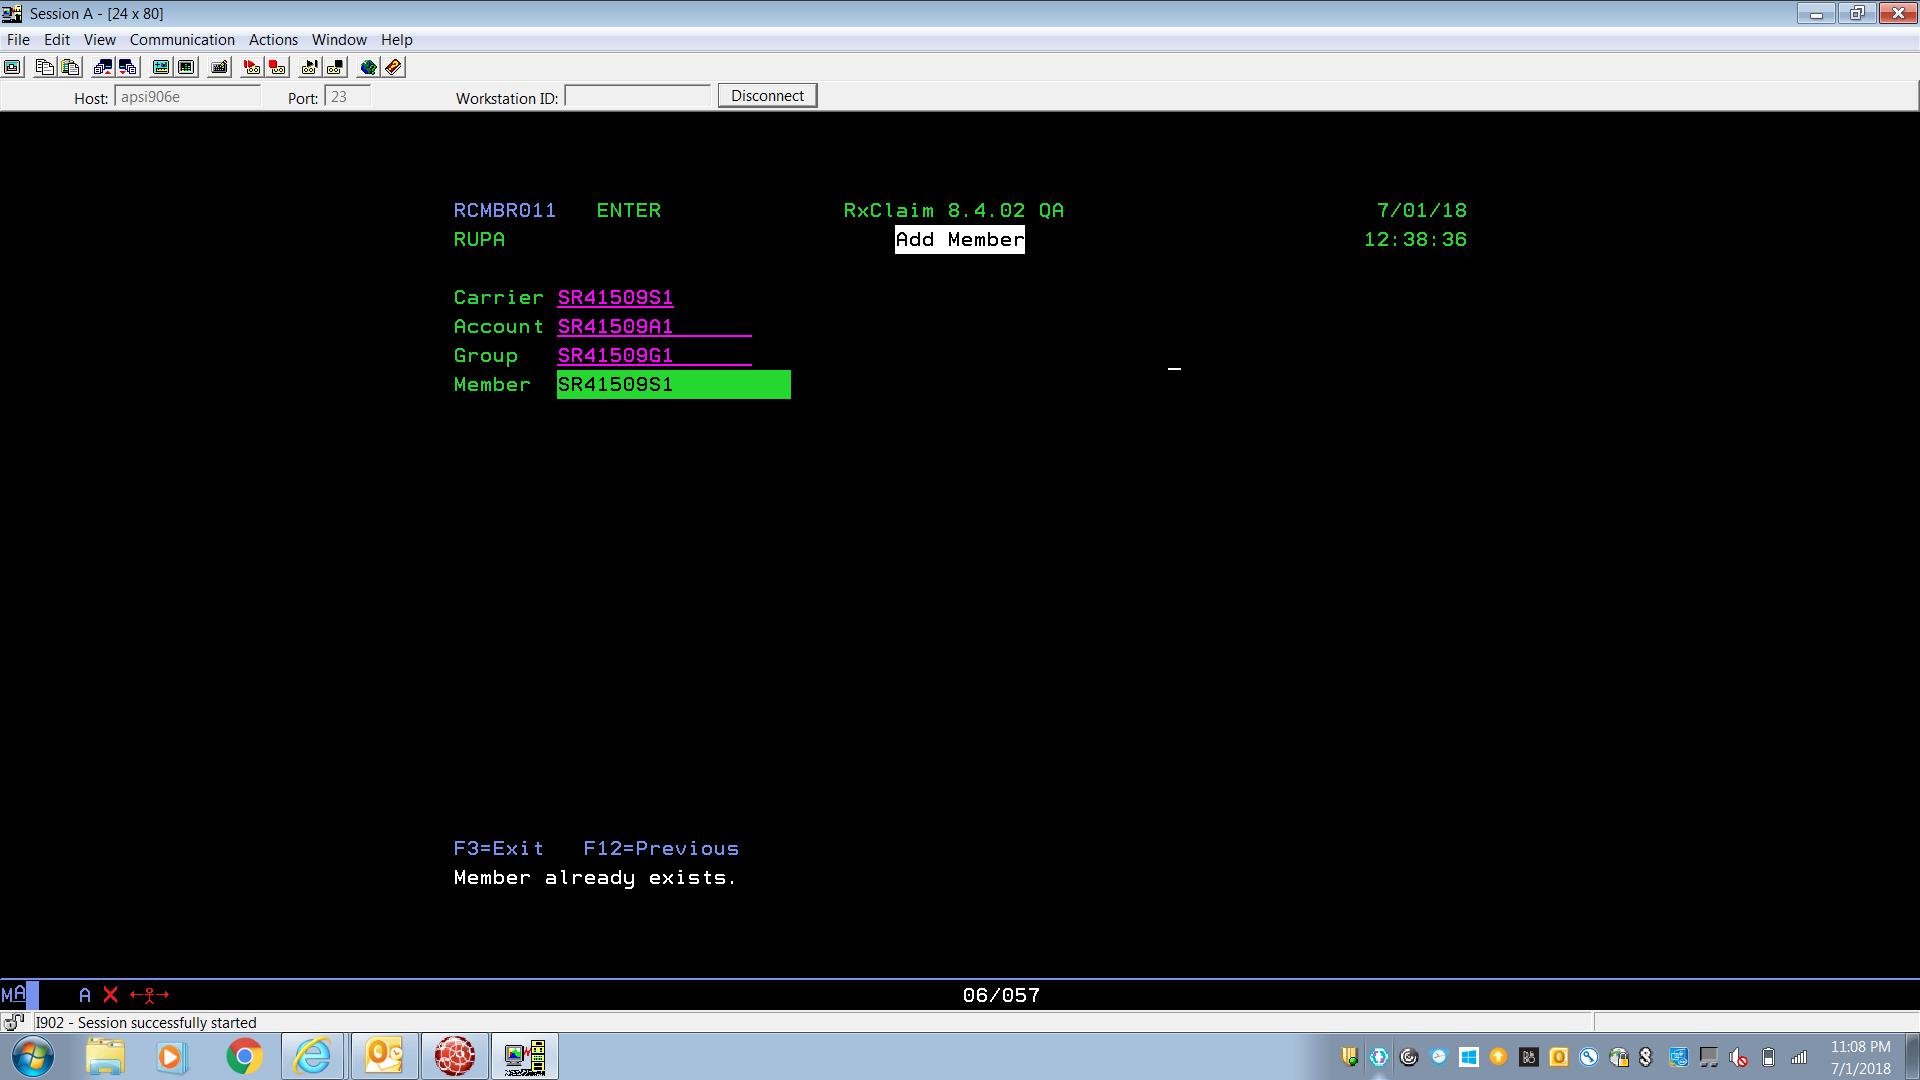 Session A - [24 x 80]
File Edit View Communication Actions Window Help
Host: apsi906e Port: 23 Workstation ID: Disconnect
RCMBR011 ENTER RxClaim 8.4.02 QA 7/01/18
RUPA Add Member 12:38:36
Carrier SR41509S1
Account SR41509A1
Group SR41509G1
Member SR41509S1
F3=Exit F12=Previous
Member already exists.
MA A 06/057
I902 - Session successfully started
11:08 PM
7/1/2018